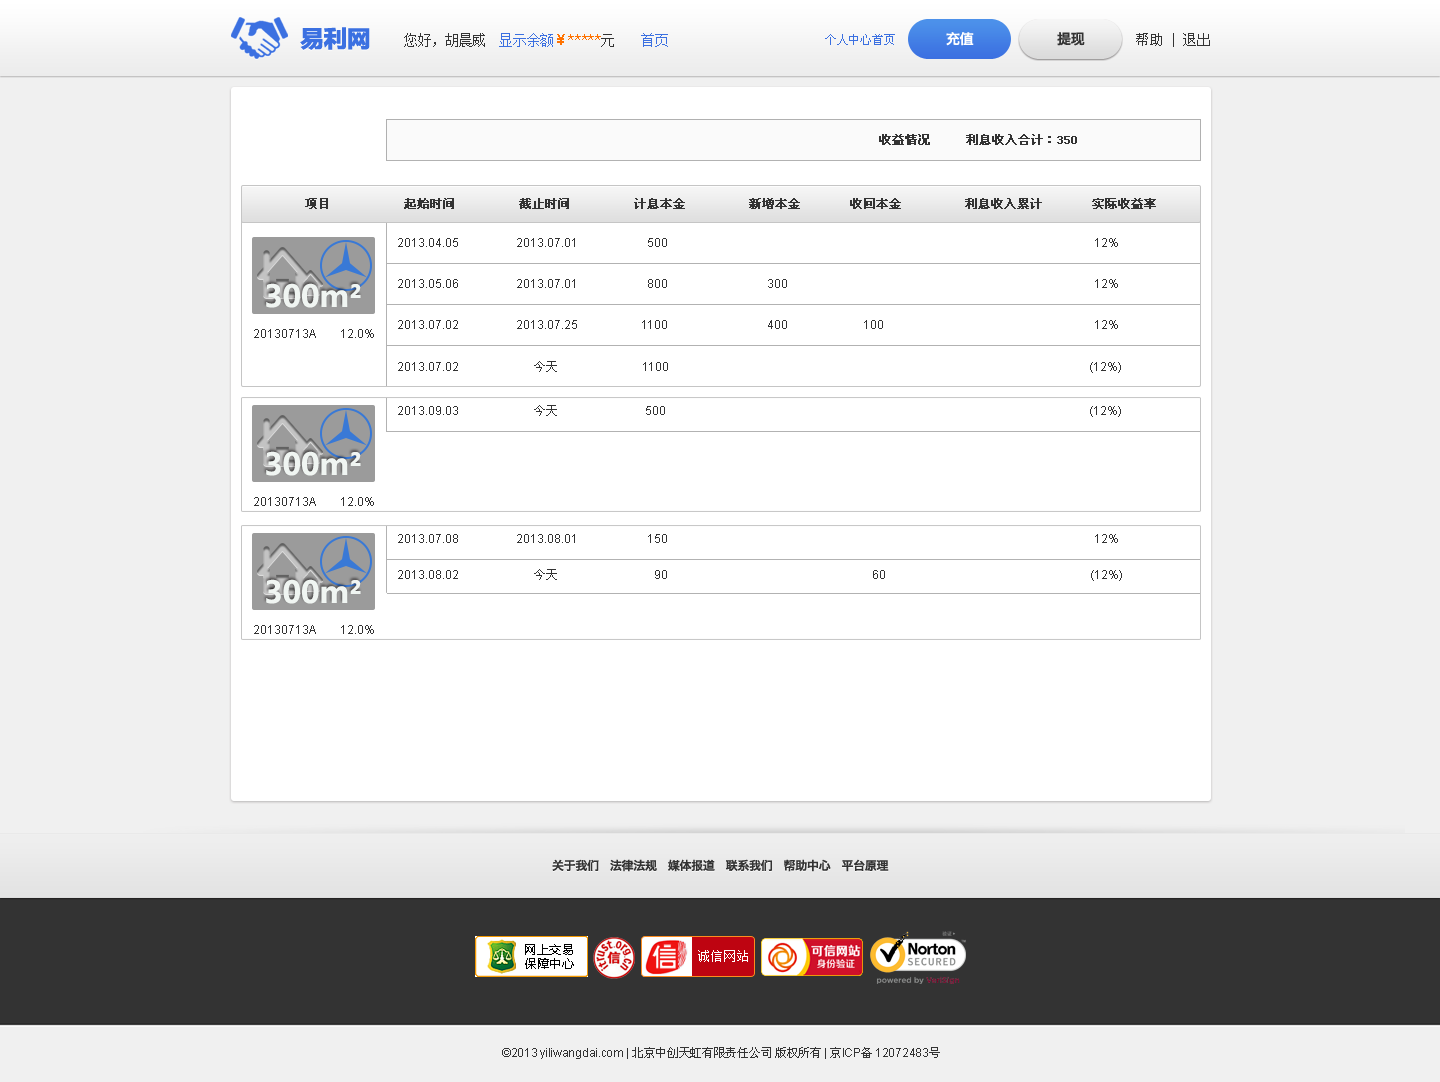 易利网 您好，胡晨威 显示余额¥*****元 首页 个人中心首页 充值 提现 帮助 | 退出
收益情况 利息收入合计：350
项目 起始时间 截止时间 计息本金 新增本金 收回本金 利息收入累计 实际收益率
2013.04.05 2013.07.01 500 12%
300m²
2013.05.06 2013.07.01 800 300 12%
2013.07.02 2013.07.25 1100 400 100 12%
20130713A 12.0%
2013.07.02 今天 1100 (12%)
2013.09.03 今天 500 (12%)
300m²
20130713A 12.0%
2013.07.08 2013.08.01 150 12%
2013.08.02 今天 90 60 (12%)
300m²
20130713A 12.0%
关于我们 法律法规 媒体报道 联系我们 帮助中心 平台原理
网上交易
保障中心
itrust.org.cn
信
信
诚信网站
可信网站
身份验证
Norton
SECURED
powered by
©2013 yiliwangdai.com | 北京中创天虹有限责任公司 版权所有 | 京ICP备 12072483号